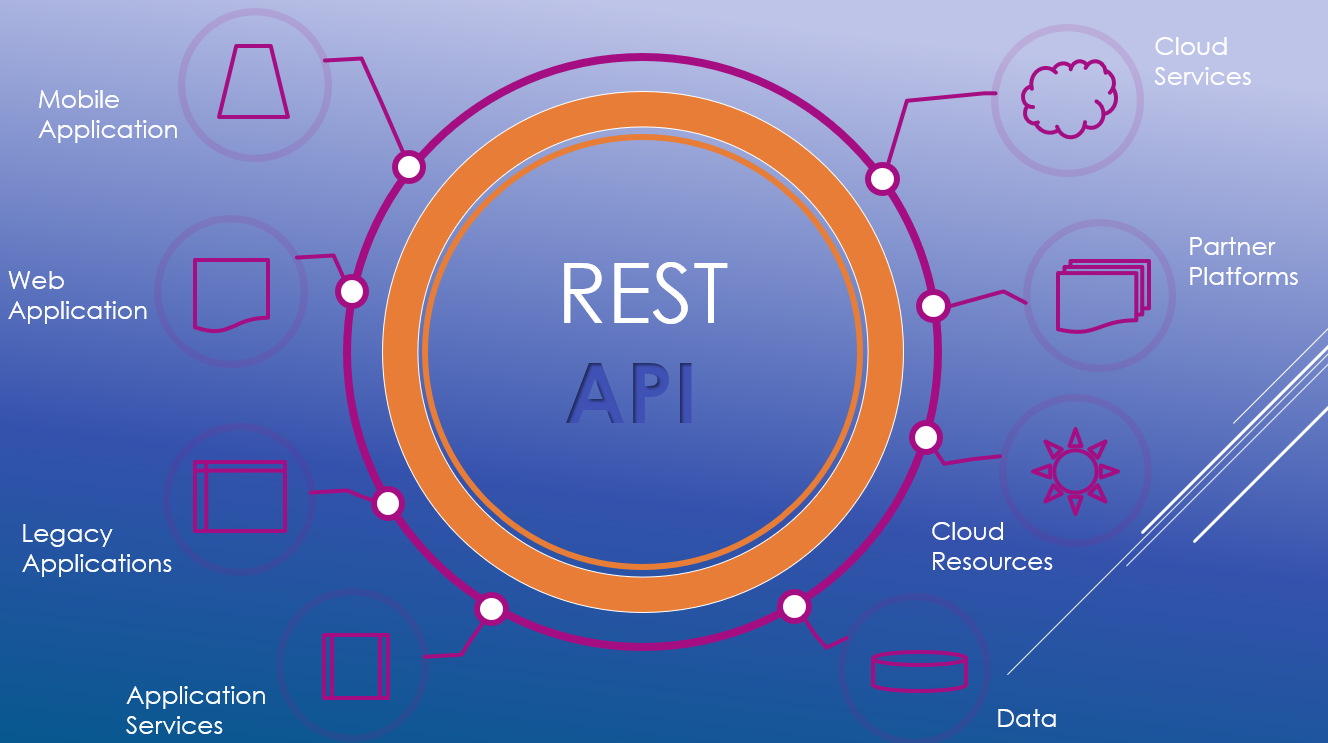 Mobile
Application
Web
Application
Legacy
Applications
Application
Services
REST
API
Cloud
Services
Partner
Platforms
Cloud
Resources
Data